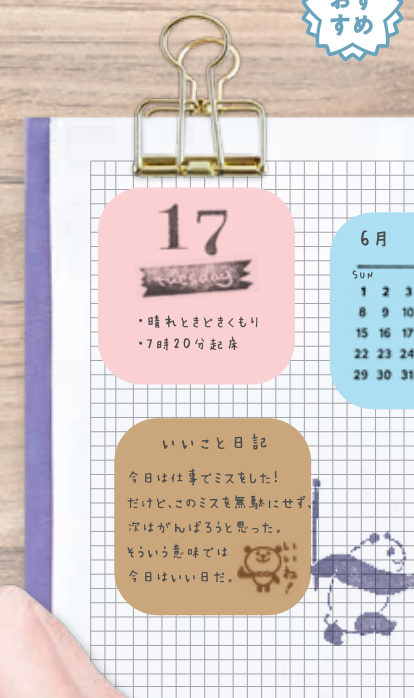 おす
すめ
17
tuesday
・晴れときどきくもり
・7時20分起床
6月
SUN
1 2 3
8 9 10
15 16 17
22 23 24
29 30 31
いいこと日記
今日は仕事でミスをした!
だけど、このミスを無駄にせず、
次はがんばろうと思った。
そういう意味では
今日はいい日だ。
いいね!